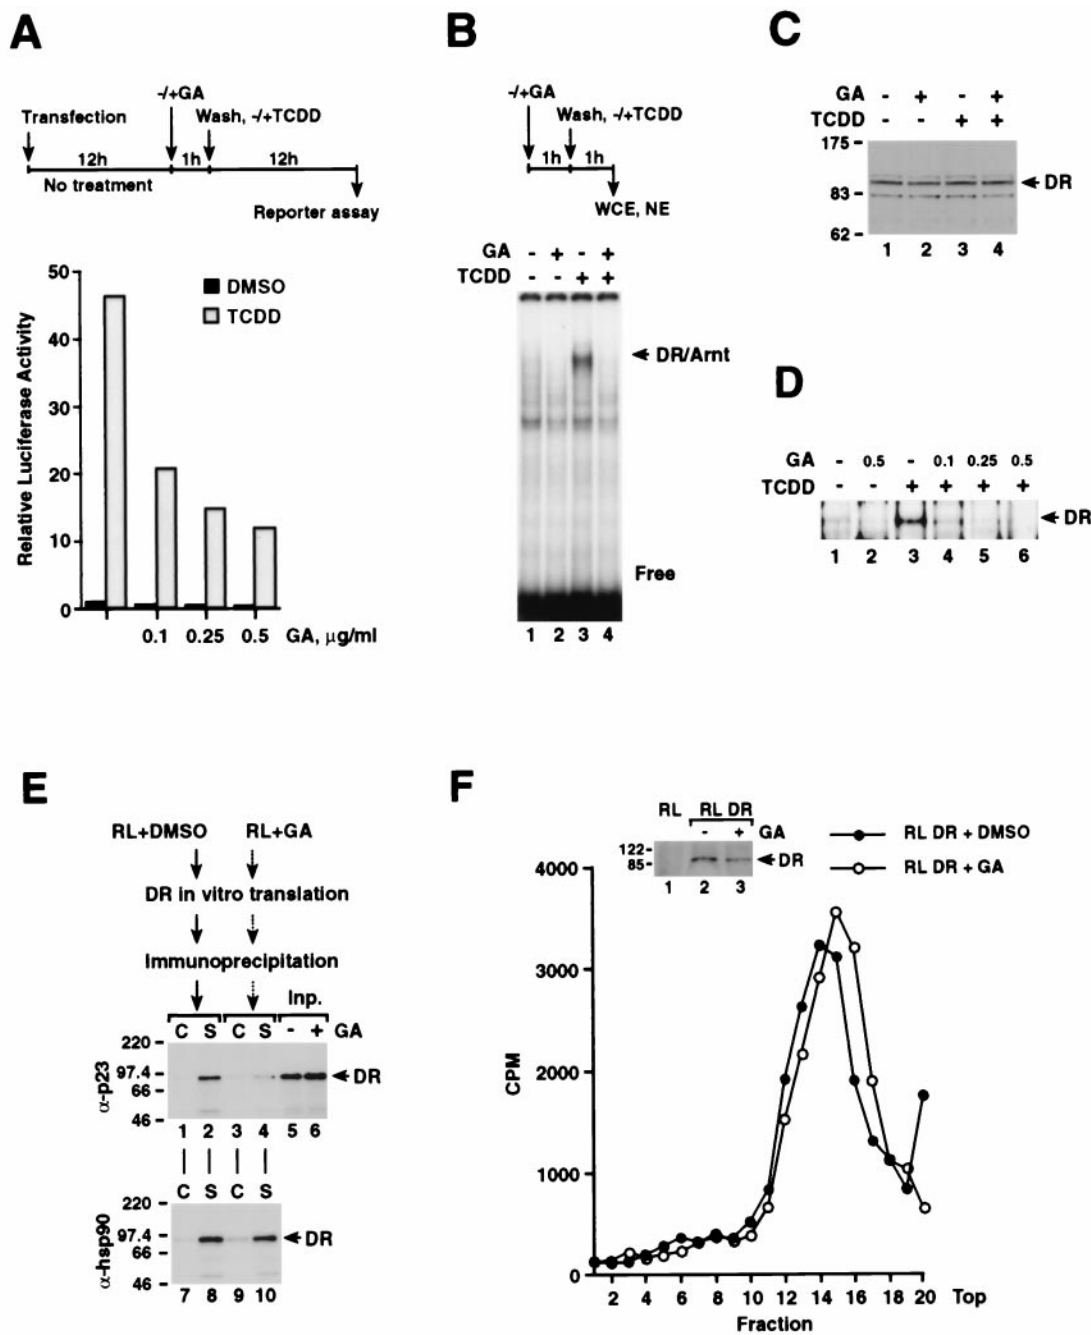 A
-/+GA
Transfection
Wash, -/+TCDD
12h
1h
12h
No treatment
Reporter assay
50
40
30
20
10
0
Relative Luciferase Activity
DMSO
TCDD
0.1 0.25 0.5 GA, μg/ml
B
-/+GA
Wash, -/+TCDD
1h 1h
WCE, NE
GA - + - +
TCDD - - + +
DR/Arnt
Free
1 2 3 4
C
GA - + - +
TCDD - - + +
175
83
62
DR
1 2 3 4
D
GA - 0.5 - 0.1 0.25 0.5
TCDD - - + + + +
DR
1 2 3 4 5 6
E
RL+DMSO RL+GA
DR in vitro translation
Immunoprecipitation
Inp.
C S C S - + GA
220
97.4
66
46
α-p23
DR
1 2 3 4 5 6
C S C S
220
97.4
66
46
α-hsp90
DR
7 8 9 10
F
RL RL DR
- + GA
122
85
DR
1 2 3
RL DR + DMSO
RL DR + GA
4000
3000
2000
1000
0
CPM
2 4 6 8 10 12 14 16 18 20 Top
Fraction